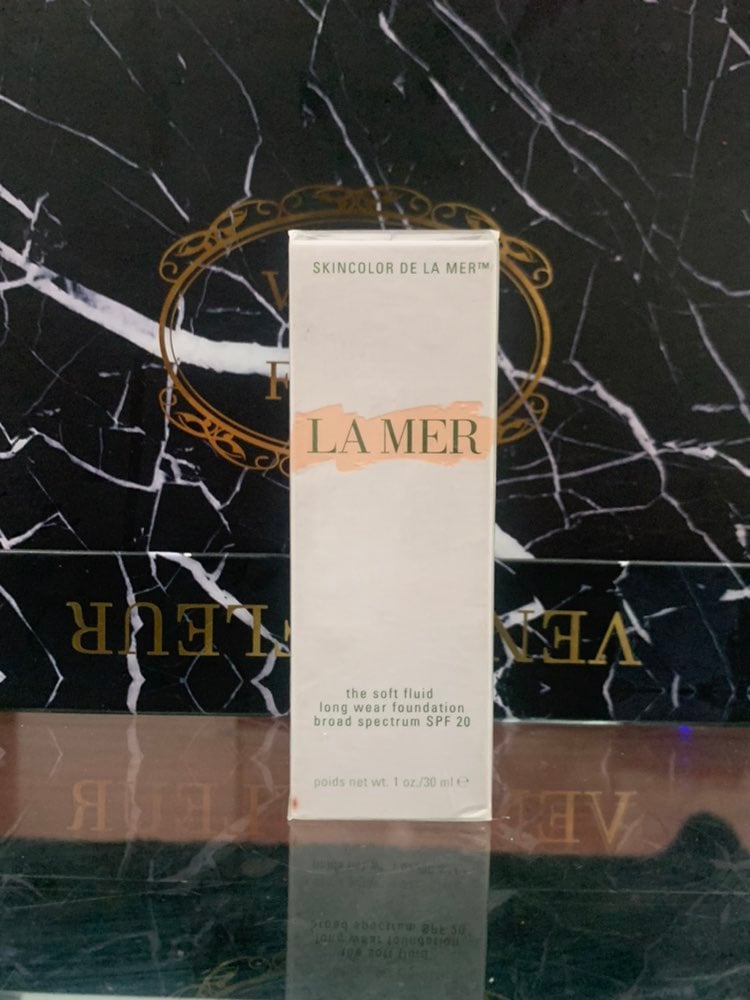 SKINCOLOR DE LA MER™
LA MER
the soft fluid
long wear foundation
broad spectrum SPF 20
poids net wt. 1 oz./30 ml ℮